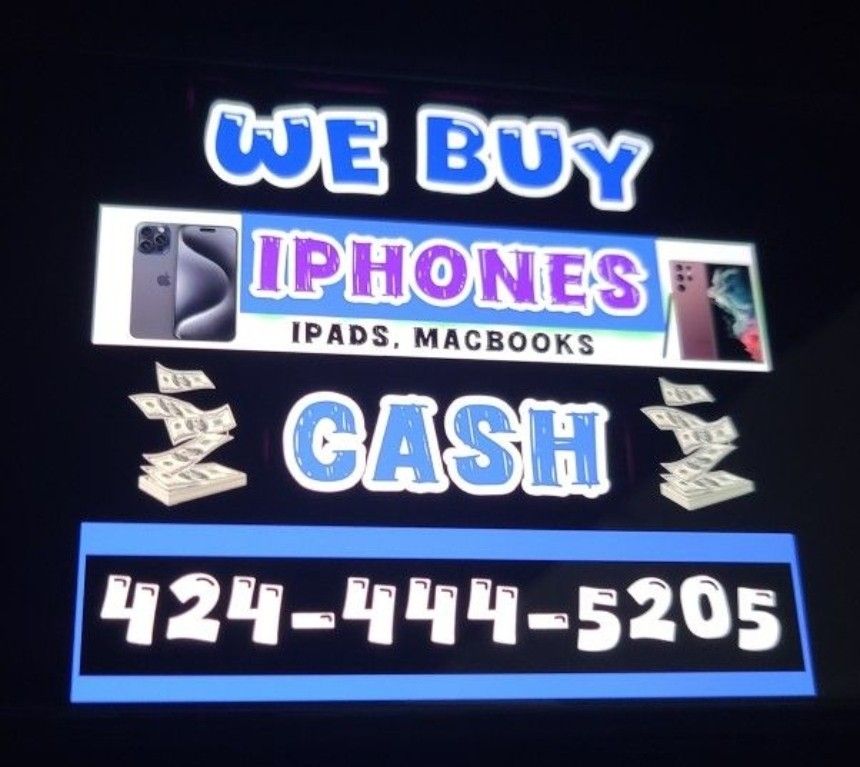 WE BUY
IPHONES
IPADS, MACBOOKS
CASH
424-444-5205